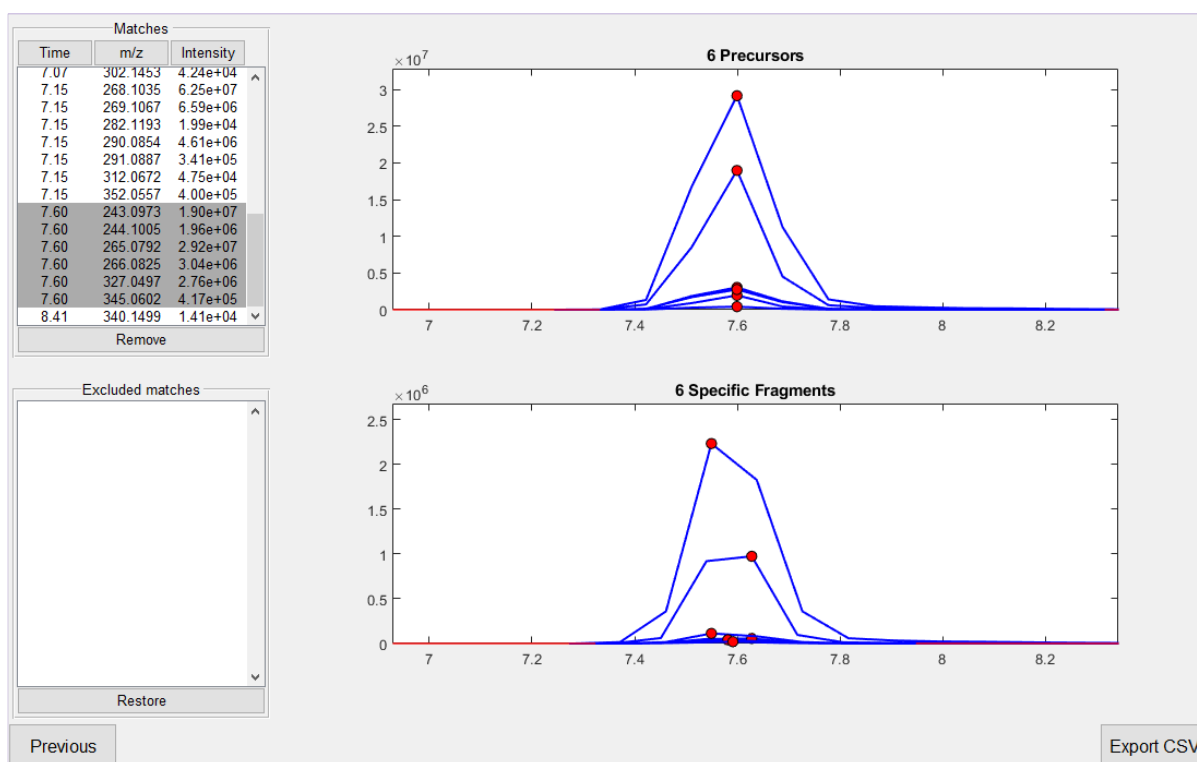 Matches
Time m/z Intensity
7.07 302.1453 4.24e+04
7.15 268.1035 6.25e+07
7.15 269.1067 6.59e+06
7.15 282.1193 1.99e+04
7.15 290.0854 4.61e+06
7.15 291.0887 3.41e+05
7.15 312.0672 4.75e+04
7.15 352.0557 4.00e+05
7.60 243.0973 1.90e+07
7.60 244.1005 1.96e+06
7.60 265.0792 2.92e+07
7.60 266.0825 3.04e+06
7.60 327.0497 2.76e+06
7.60 345.0602 4.17e+05
8.41 340.1499 1.41e+04
Remove
Excluded matches
Restore
Previous
6 Precursors
×10^7
3
2.5
2
1.5
1
0.5
0
7 7.2 7.4 7.6 7.8 8 8.2
6 Specific Fragments
×10^6
2.5
2
1.5
1
0.5
0
7 7.2 7.4 7.6 7.8 8 8.2
Export CSV